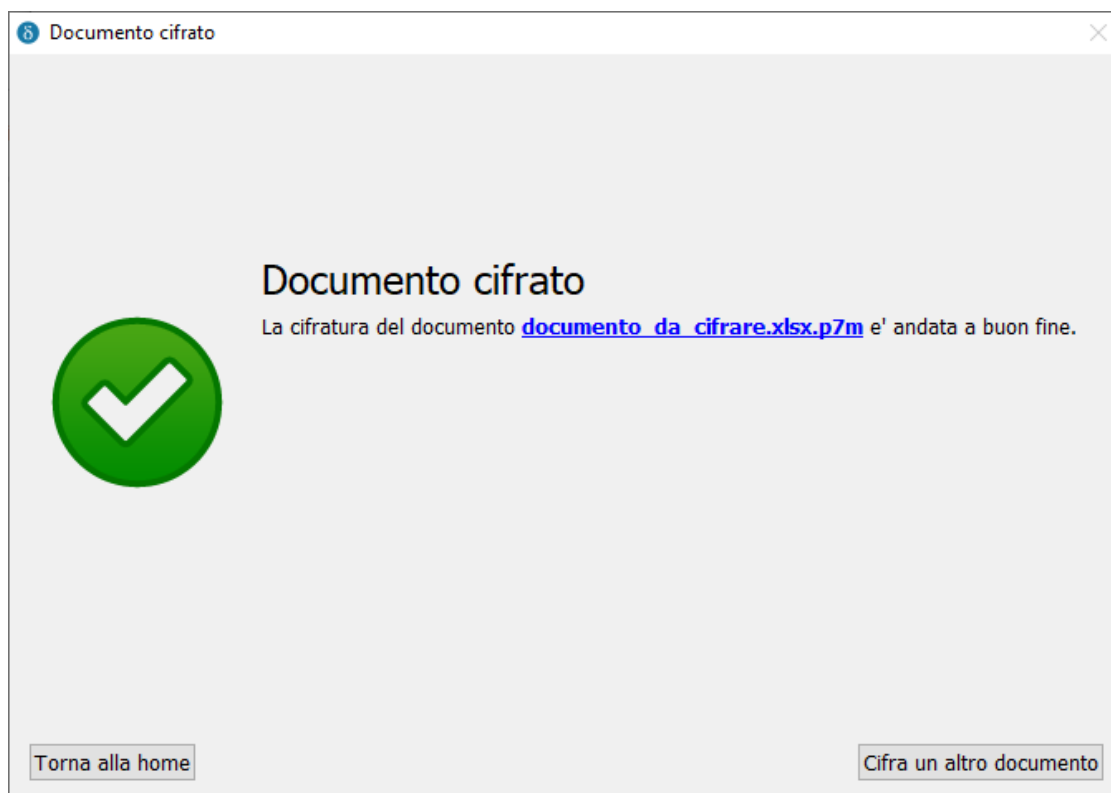 Documento cifrato
Documento cifrato
La cifratura del documento documento_da_cifrare.xlsx.p7m e' andata a buon fine.
Torna alla home
Cifra un altro documento